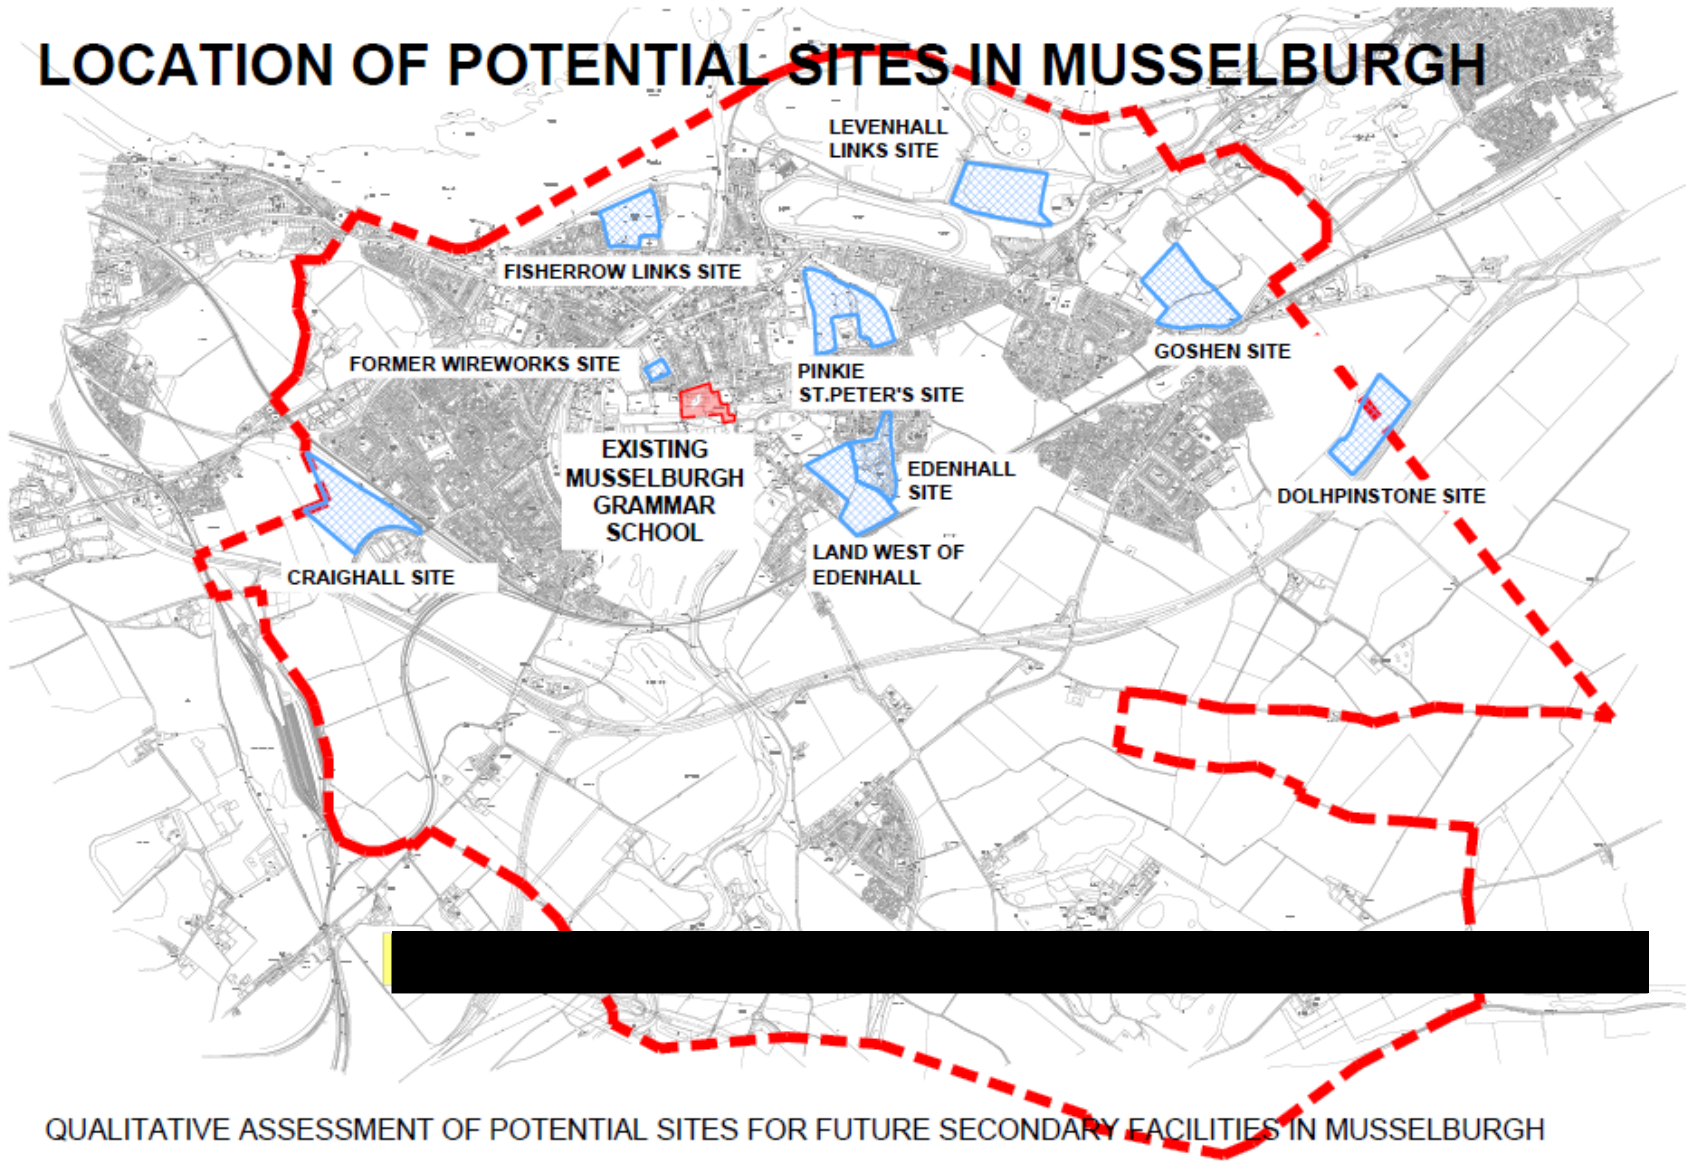 LOCATION OF POTENTIAL SITES IN MUSSELBURGH
LEVENHALL
LINKS SITE
FISHERROW LINKS SITE
FORMER WIREWORKS SITE
PINKIE
ST.PETER'S SITE
GOSHEN SITE
EXISTING
MUSSELBURGH
GRAMMAR
SCHOOL
EDENHALL
SITE
DOLHPINSTONE SITE
LAND WEST OF
EDENHALL
CRAIGHALL SITE
QUALITATIVE ASSESSMENT OF POTENTIAL SITES FOR FUTURE SECONDARY FACILITIES IN MUSSELBURGH